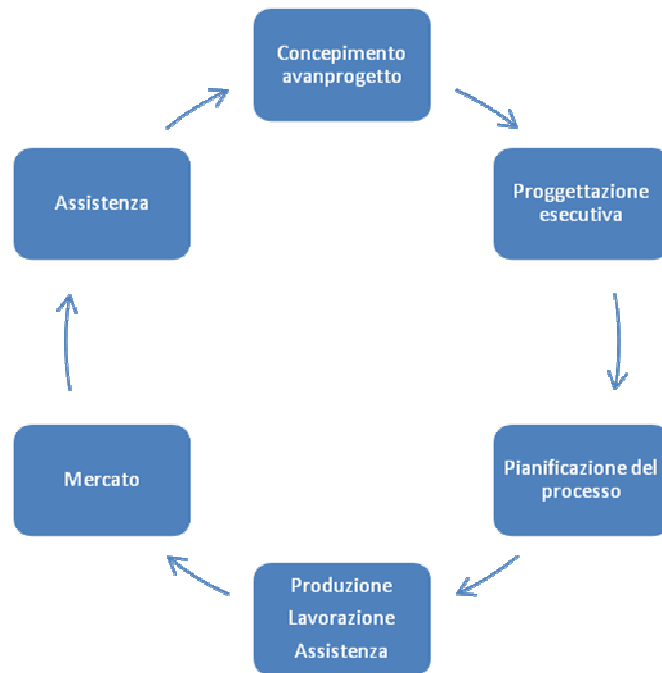 Concepimento
avanprogetto
Proggettazione
esecutiva
Pianificazione del
processo
Produzione
Lavorazione
Assistenza
Mercato
Assistenza